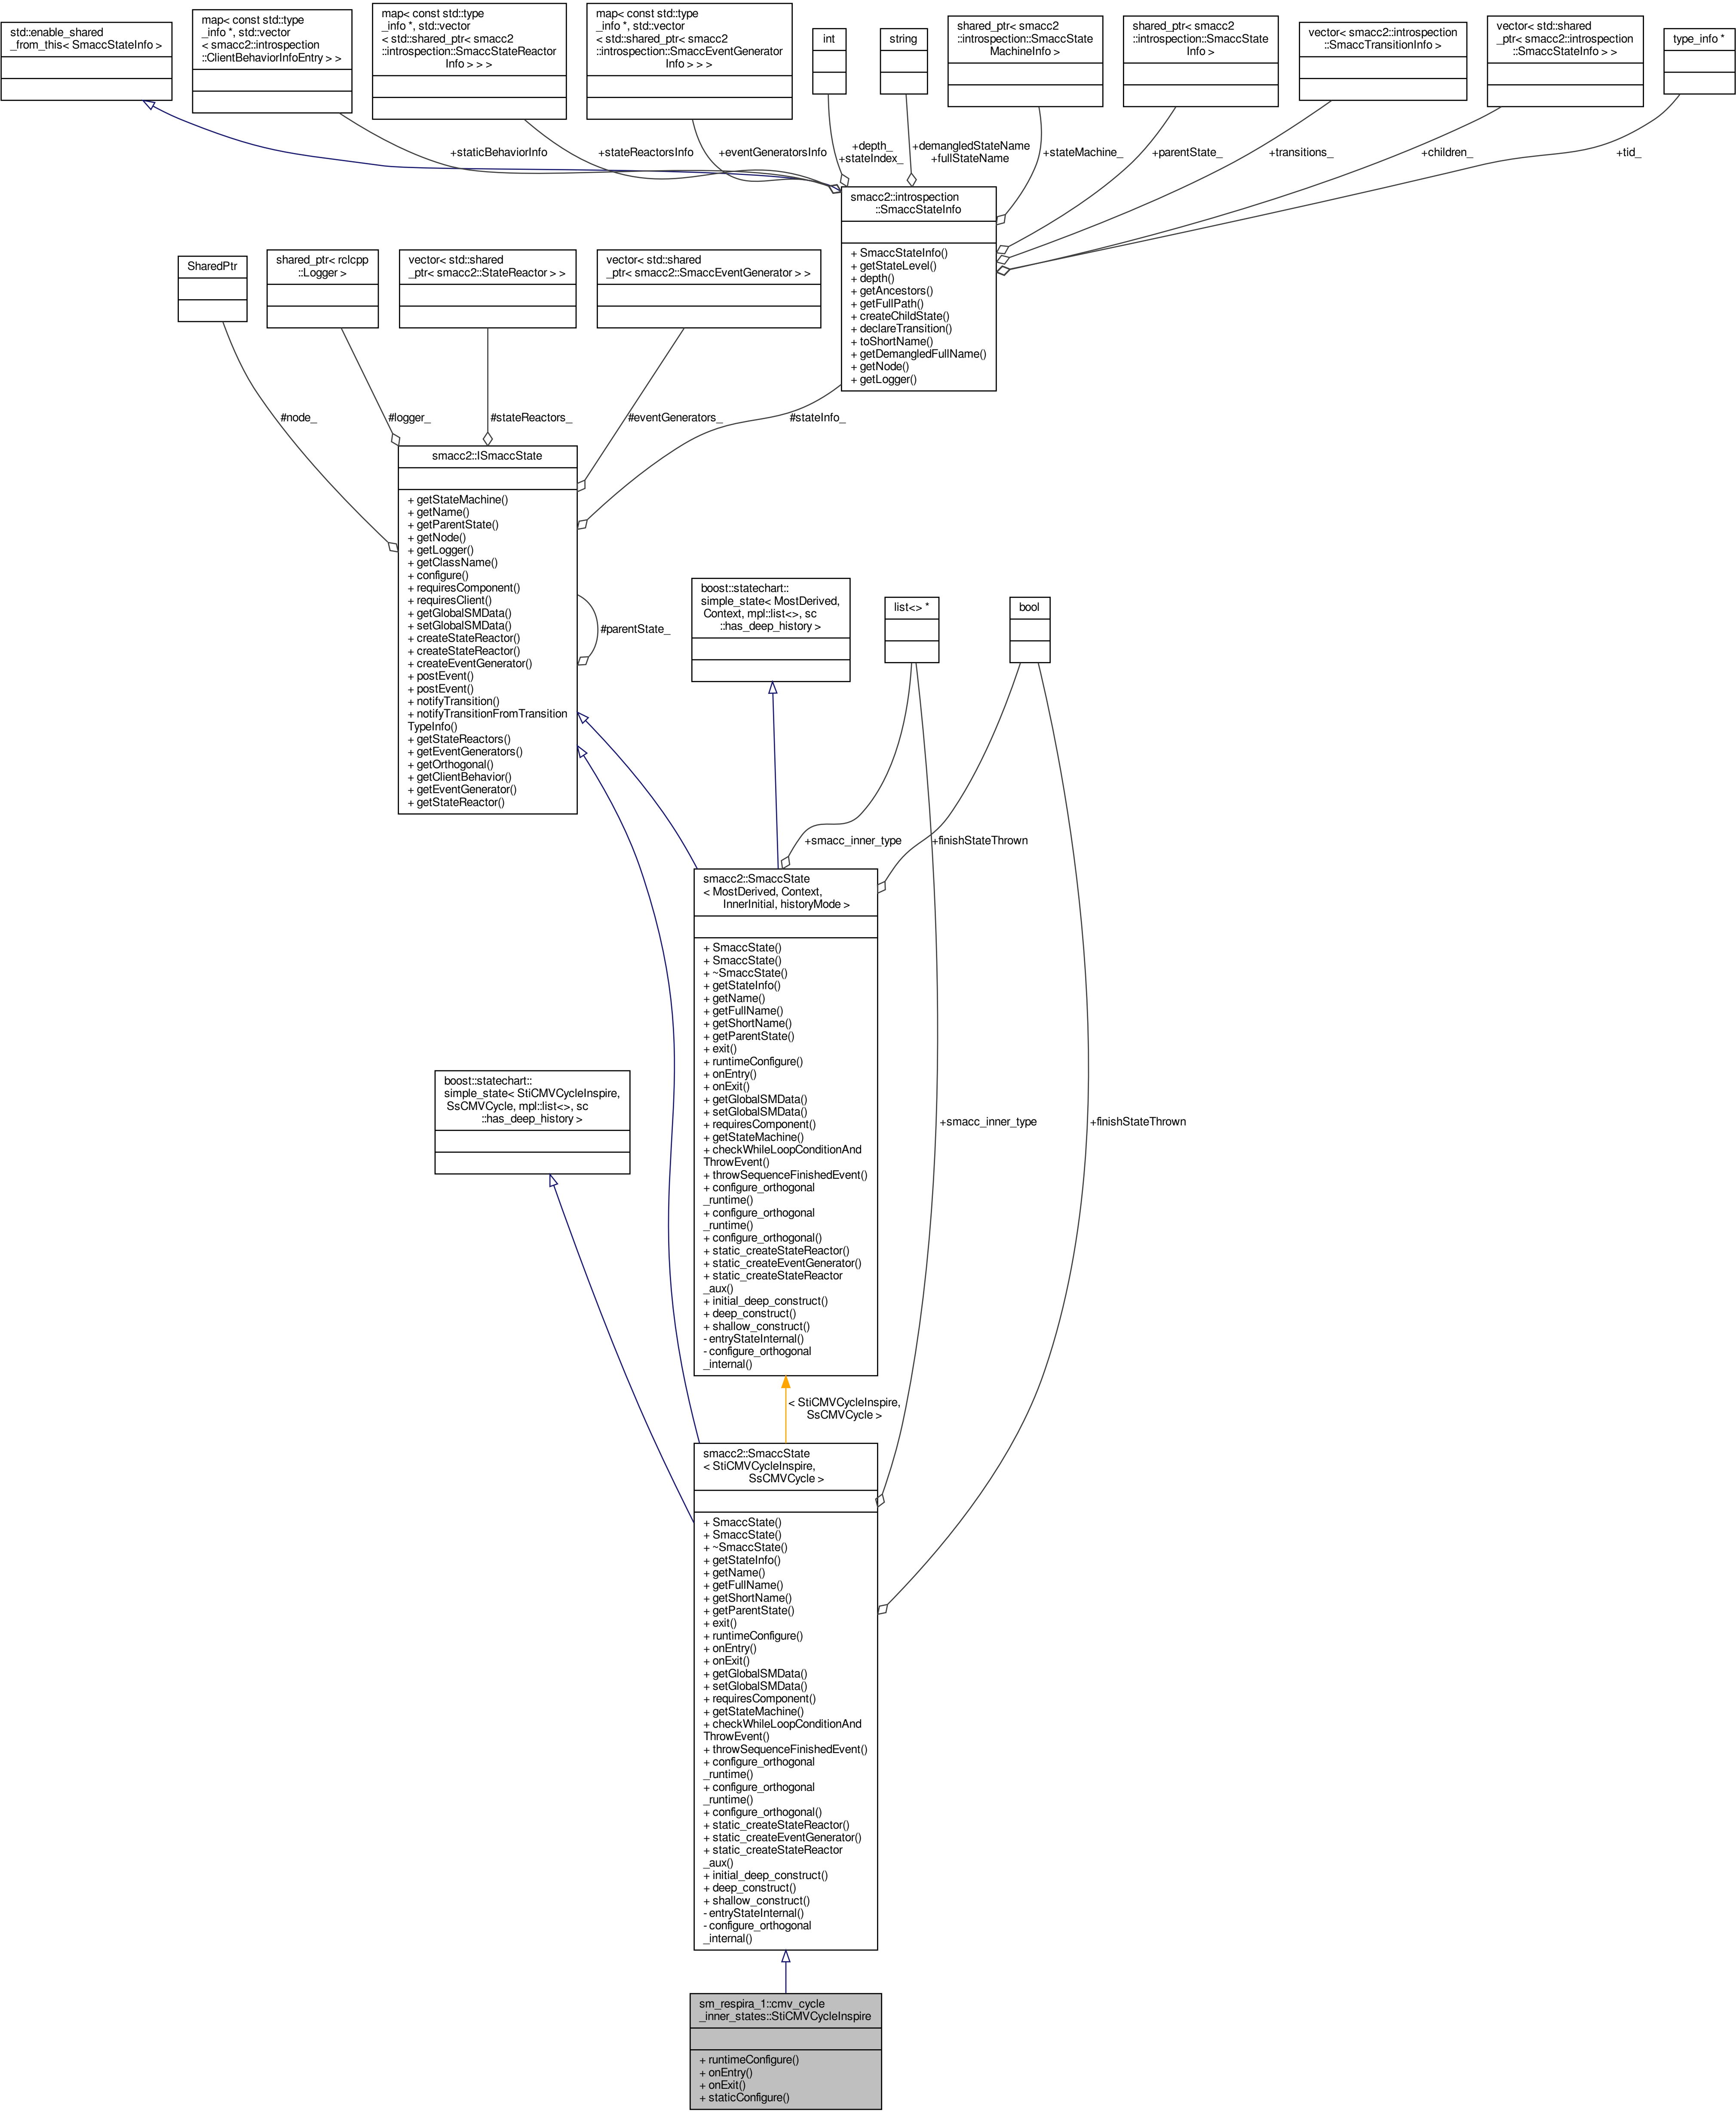 std::enable_shared
_from_this< SmaccStateInfo >
map< const std::type
_info *, std::vector
< smacc2::introspection
::ClientBehaviorInfoEntry > >
map< const std::type
_info *, std::vector
< std::shared_ptr< smacc2
::introspection::SmaccStateReactor
Info > > >
map< const std::type
_info *, std::vector
< std::shared_ptr< smacc2
::introspection::SmaccEventGenerator
Info > > >
int
string
shared_ptr< smacc2
::introspection::SmaccState
MachineInfo >
shared_ptr< smacc2
::introspection::SmaccState
Info >
vector< smacc2::introspection
::SmaccTransitionInfo >
vector< std::shared
_ptr< smacc2::introspection
::SmaccStateInfo > >
type_info *
+staticBehaviorInfo
+stateReactorsInfo
+eventGeneratorsInfo
+depth_
+stateIndex_
+demangledStateName
+fullStateName
+stateMachine_
+parentState_
+transitions_
+children_
+tid_
smacc2::introspection
::SmaccStateInfo
+ SmaccStateInfo()
+ getStateLevel()
+ depth()
+ getAncestors()
+ getFullPath()
+ createChildState()
+ declareTransition()
+ toShortName()
+ getDemangledFullName()
+ getNode()
+ getLogger()
SharedPtr
shared_ptr< rclcpp
::Logger >
vector< std::shared
_ptr< smacc2::StateReactor > >
vector< std::shared
_ptr< smacc2::SmaccEventGenerator > >
#node_
#logger_
#stateReactors_
#eventGenerators_
#stateInfo_
smacc2::ISmaccState
+ getStateMachine()
+ getName()
+ getParentState()
+ getNode()
+ getLogger()
+ getClassName()
+ configure()
+ requiresComponent()
+ requiresClient()
+ getGlobalSMData()
+ setGlobalSMData()
+ createStateReactor()
+ createStateReactor()
+ createEventGenerator()
+ postEvent()
+ postEvent()
+ notifyTransition()
+ notifyTransitionFromTransition
TypeInfo()
+ getStateReactors()
+ getEventGenerators()
+ getOrthogonal()
+ getClientBehavior()
+ getEventGenerator()
+ getStateReactor()
#parentState_
boost::statechart::
simple_state< MostDerived,
Context, mpl::list<>, sc
::has_deep_history >
list<> *
bool
+smacc_inner_type
+finishStateThrown
smacc2::SmaccState
< MostDerived, Context,
InnerInitial, historyMode >
+ SmaccState()
+ SmaccState()
+ ~SmaccState()
+ getStateInfo()
+ getName()
+ getFullName()
+ getShortName()
+ getParentState()
+ exit()
+ runtimeConfigure()
+ onEntry()
+ onExit()
+ getGlobalSMData()
+ setGlobalSMData()
+ requiresComponent()
+ getStateMachine()
+ checkWhileLoopConditionAnd
ThrowEvent()
+ throwSequenceFinishedEvent()
+ configure_orthogonal
_runtime()
+ configure_orthogonal
_runtime()
+ configure_orthogonal()
+ static_createStateReactor()
+ static_createEventGenerator()
+ static_createStateReactor
_aux()
+ initial_deep_construct()
+ deep_construct()
+ shallow_construct()
- entryStateInternal()
- configure_orthogonal
_internal()
boost::statechart::
simple_state< StiCMVCycleInspire,
SsCMVCycle, mpl::list<>, sc
::has_deep_history >
+smacc_inner_type
+finishStateThrown
< StiCMVCycleInspire,
SsCMVCycle >
smacc2::SmaccState
< StiCMVCycleInspire,
SsCMVCycle >
+ SmaccState()
+ SmaccState()
+ ~SmaccState()
+ getStateInfo()
+ getName()
+ getFullName()
+ getShortName()
+ getParentState()
+ exit()
+ runtimeConfigure()
+ onEntry()
+ onExit()
+ getGlobalSMData()
+ setGlobalSMData()
+ requiresComponent()
+ getStateMachine()
+ checkWhileLoopConditionAnd
ThrowEvent()
+ throwSequenceFinishedEvent()
+ configure_orthogonal
_runtime()
+ configure_orthogonal
_runtime()
+ configure_orthogonal()
+ static_createStateReactor()
+ static_createEventGenerator()
+ static_createStateReactor
_aux()
+ initial_deep_construct()
+ deep_construct()
+ shallow_construct()
- entryStateInternal()
- configure_orthogonal
_internal()
sm_respira_1::cmv_cycle
_inner_states::StiCMVCycleInspire
+ runtimeConfigure()
+ onEntry()
+ onExit()
+ staticConfigure()